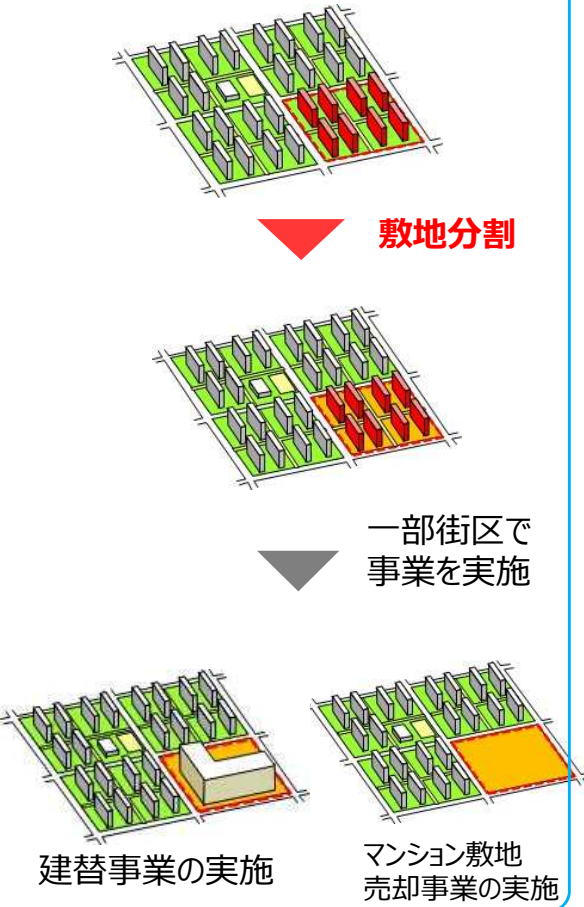 敷地分割
一部街区で
事業を実施
建替事業の実施
マンション敷地
売却事業の実施